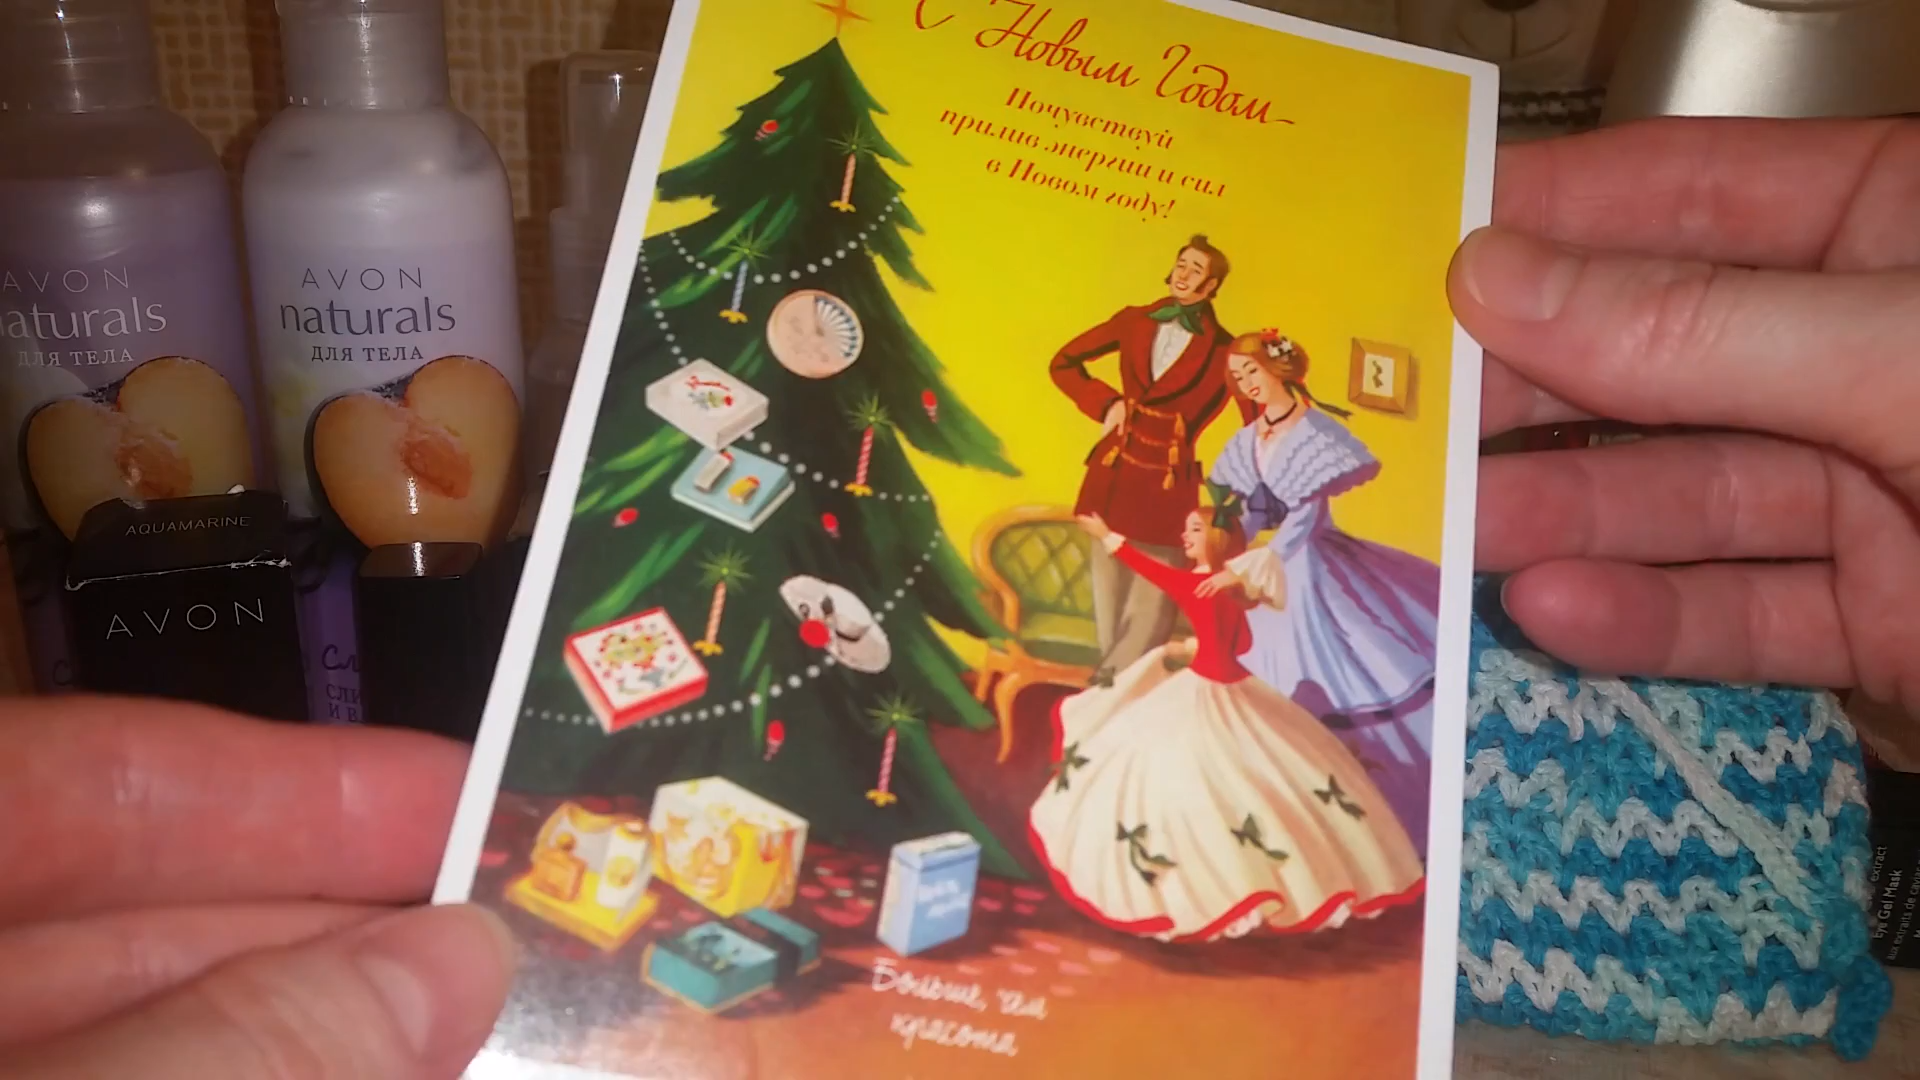 С Новым Годом
Почувствуй
прилив энергии и сил
в Новом году!
Больше, чем
красота
AVON
naturals
ДЛЯ ТЕЛА
AVON
naturals
ДЛЯ ТЕЛА
AQUAMARINE
AVON
СЛИ
И В
Eye Gel Mask